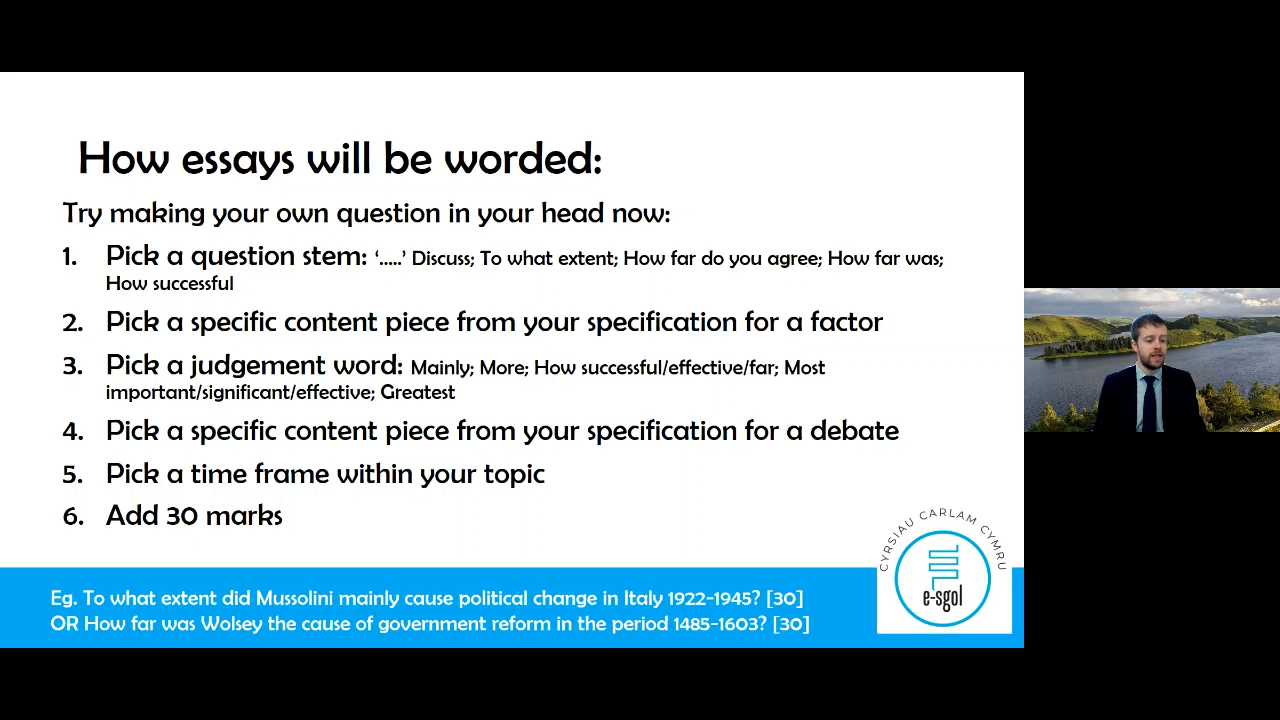 How essays will be worded:
Try making your own question in your head now:
1. Pick a question stem: ‘.....’ Discuss; To what extent; How far do you agree; How far was;
How successful
2. Pick a specific content piece from your specification for a factor
3. Pick a judgement word: Mainly; More; How successful/effective/far; Most
important/significant/effective; Greatest
4. Pick a specific content piece from your specification for a debate
5. Pick a time frame within your topic
6. Add 30 marks
CYRSIAU CARLAM CYMRU
e-sgol
Eg. To what extent did Mussolini mainly cause political change in Italy 1922-1945? [30]
OR How far was Wolsey the cause of government reform in the period 1485-1603? [30]